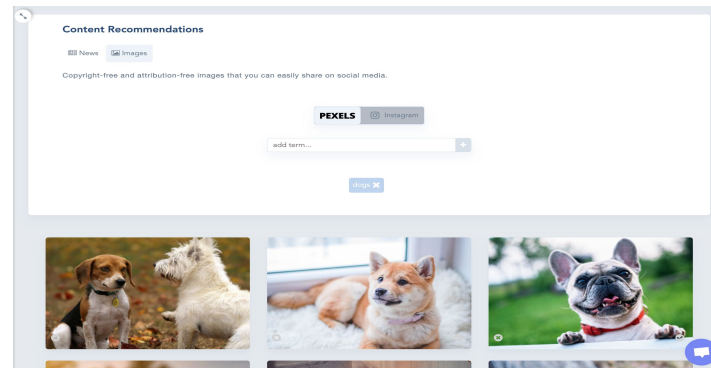 Content Recommendations
News Images
Copyright-free and attribution-free images that you can easily share on social media.
PEXELS Instagram
add term...
dogs